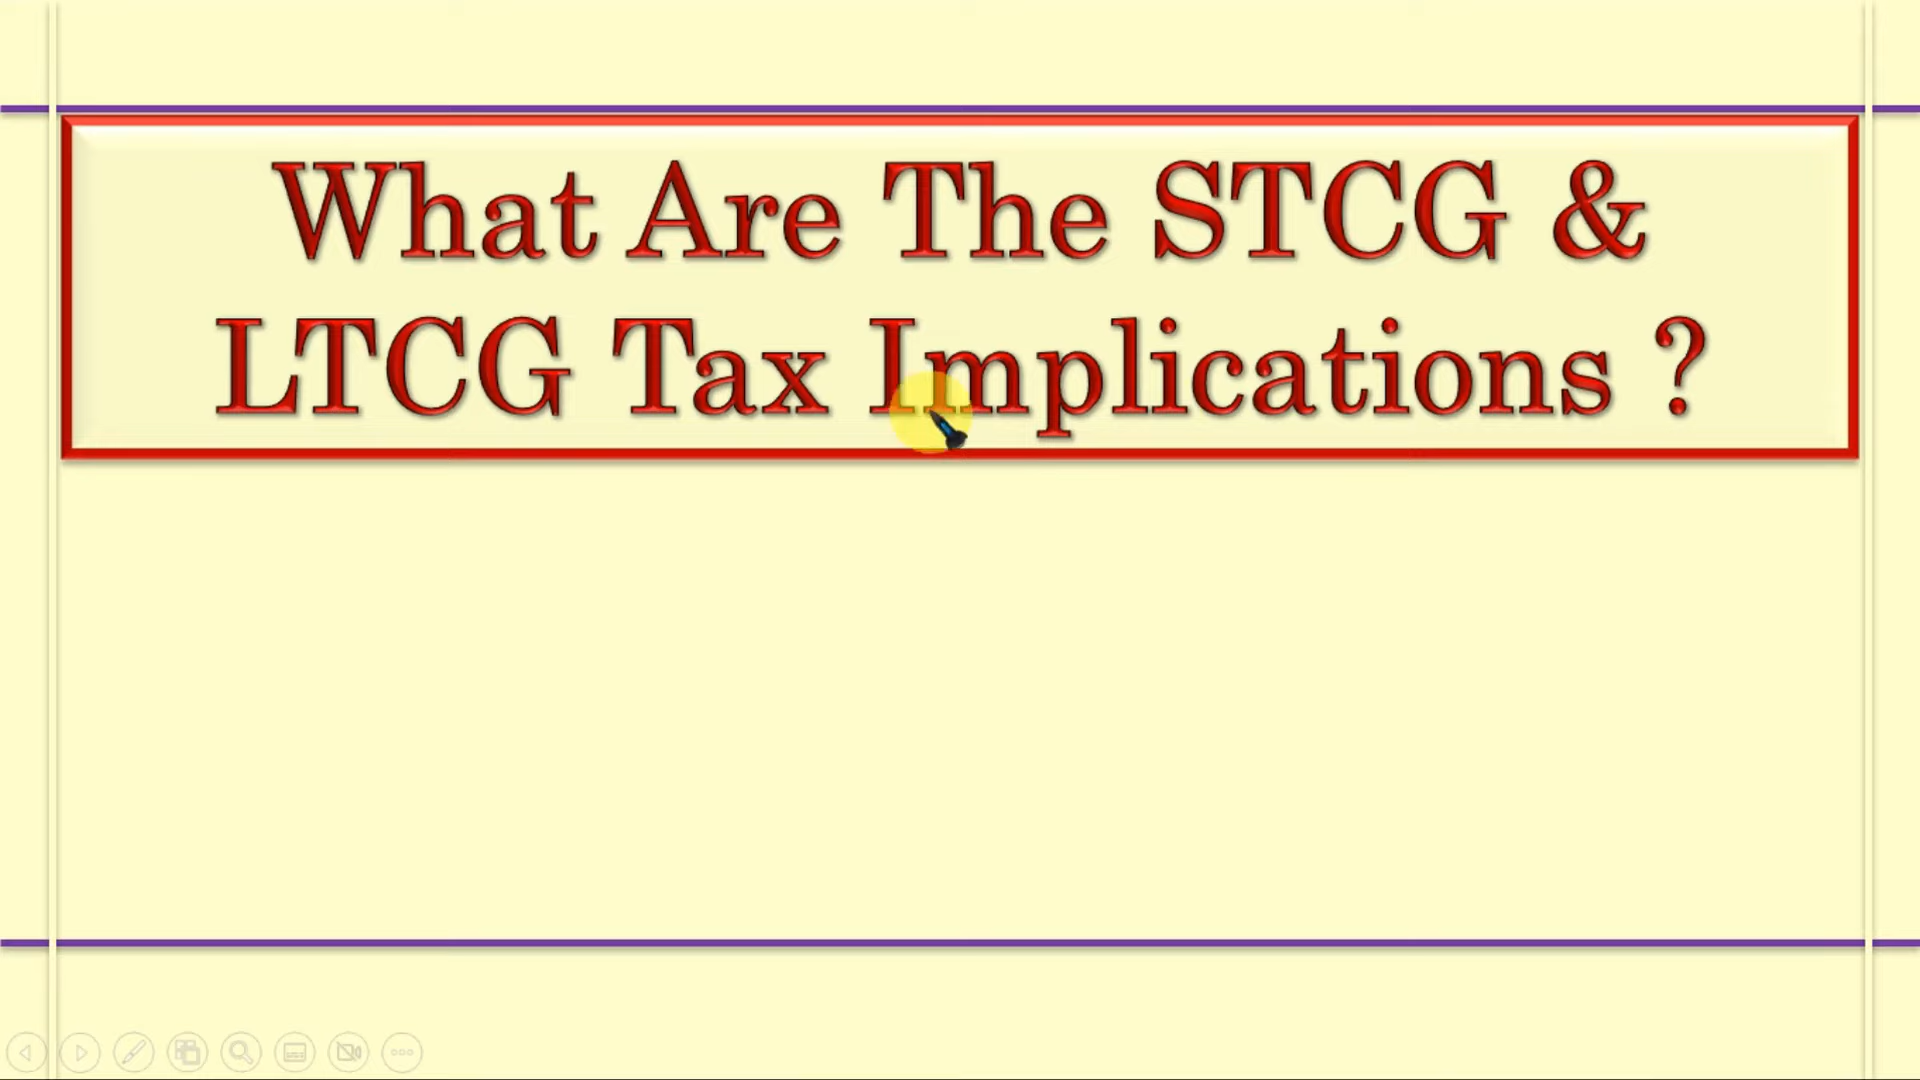 What Are The STCG &
LTCG Tax Implications ?